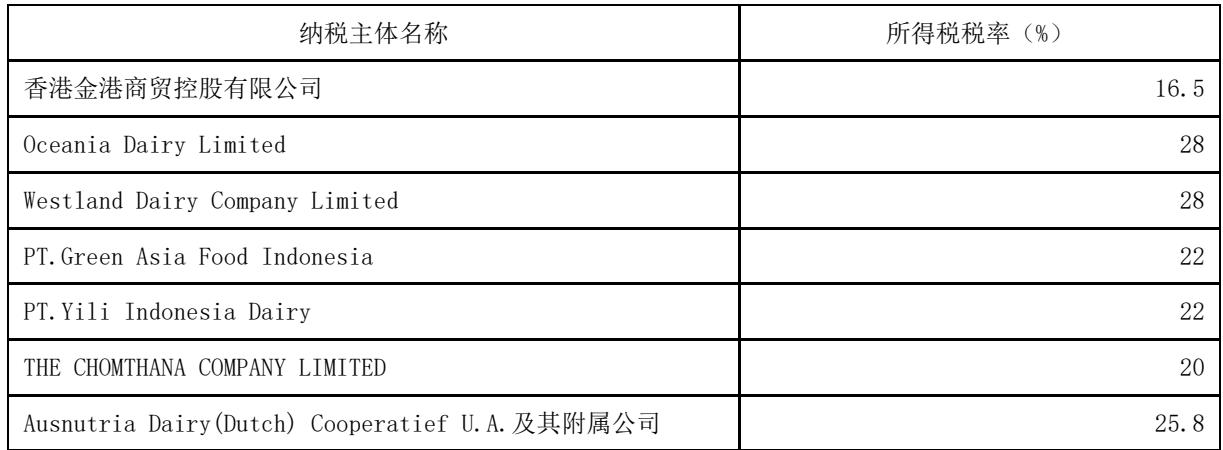 纳税主体名称 所得税税率（%）
香港金港商贸控股有限公司 16.5
Oceania Dairy Limited 28
Westland Dairy Company Limited 28
PT.Green Asia Food Indonesia 22
PT.Yili Indonesia Dairy 22
THE CHOMTHANA COMPANY LIMITED 20
Ausnutria Dairy(Dutch) Cooperatief U.A.及其附属公司 25.8